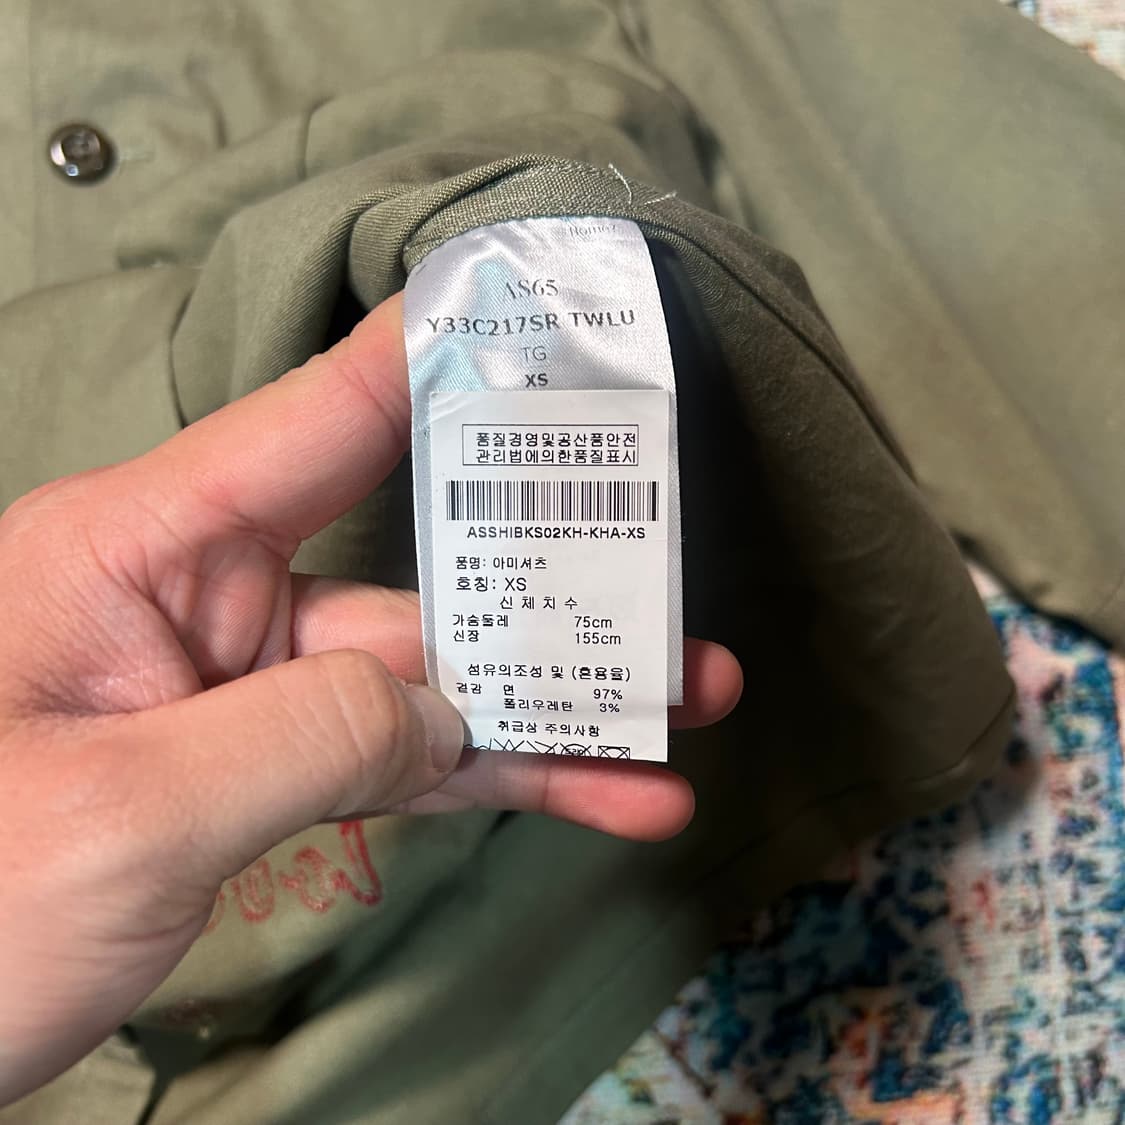 AS65
Y33C217SR TWLU
TG
XS
품질경영및공산품안전
관리법에의한품질표시
ASSHIBKS02KH-KHA-XS
품명: 아미셔츠
호칭: XS
신 체 치 수
가슴둘레 75cm
신장 155cm
섬유의조성 및 (혼용율)
겉감 면 97%
폴리우레탄 3%
취급상 주의사항